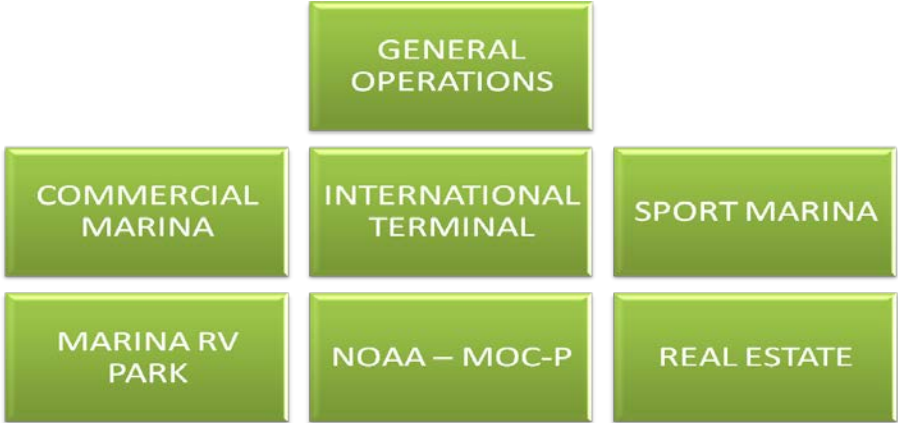 GENERAL
OPERATIONS
COMMERCIAL
MARINA
INTERNATIONAL
TERMINAL
SPORT MARINA
MARINA RV
PARK
NOAA – MOC-P
REAL ESTATE